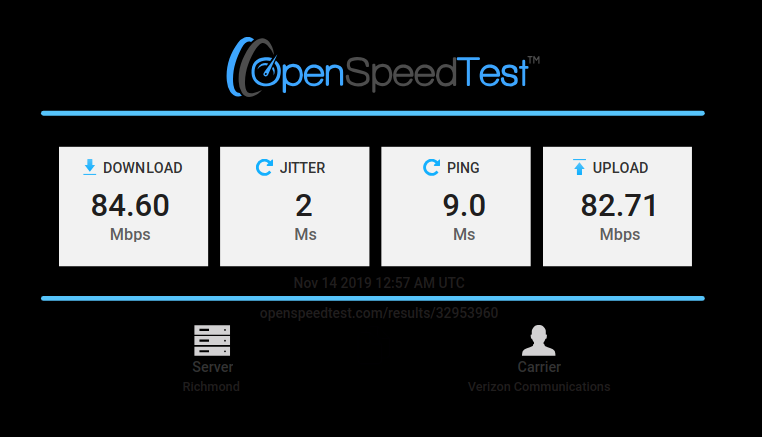 OpenSpeedTest™
DOWNLOAD
84.60
Mbps
JITTER
2
Ms
PING
9.0
Ms
UPLOAD
82.71
Mbps
Nov 14 2019 12:57 AM UTC
openspeedtest.com/results/32953960
Server
Richmond
Carrier
Verizon Communications